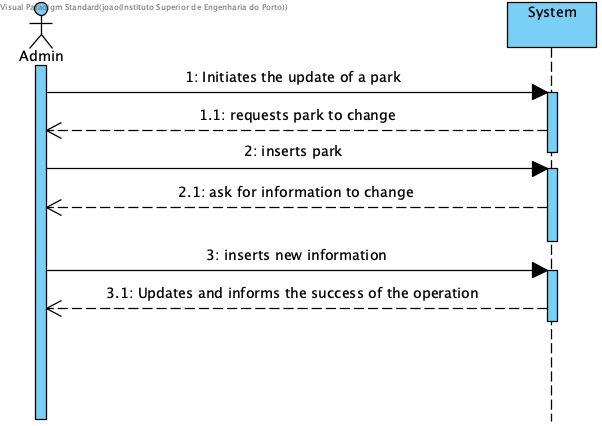 Visual Paradigm Standard(joao(Instituto Superior de Engenharia do Porto))
System
Admin
1: Initiates the update of a park
1.1: requests park to change
2: inserts park
2.1: ask for information to change
3: inserts new information
3.1: Updates and informs the success of the operation